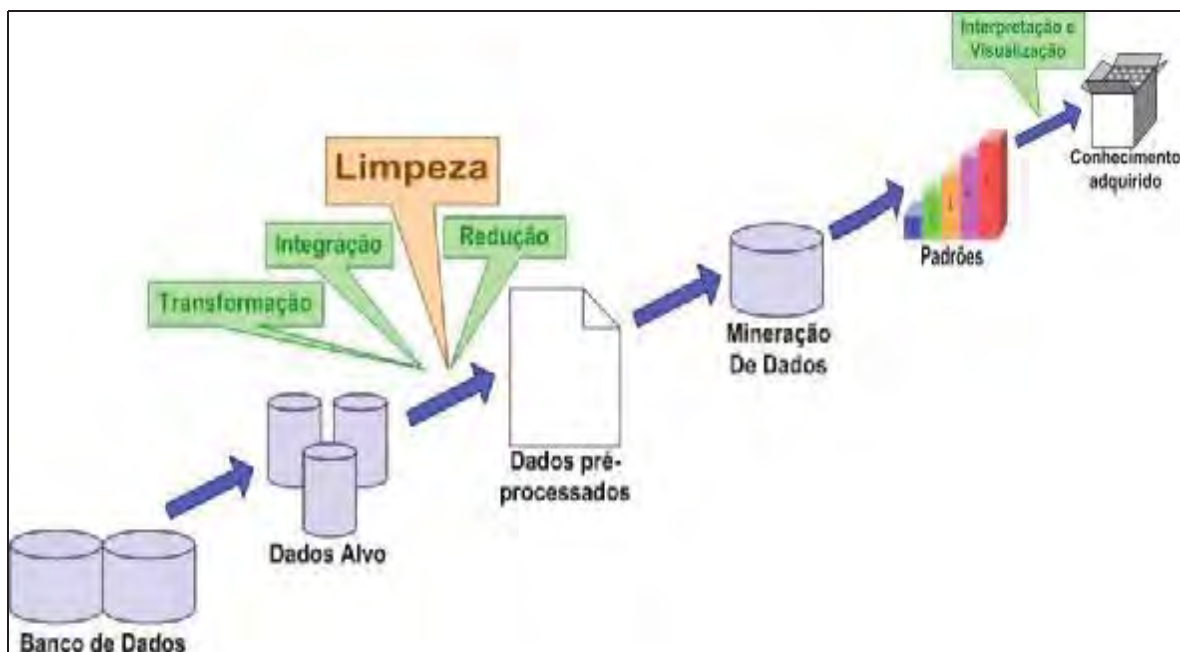 Interpretação e
Visualização
Conhecimento
adquirido
Limpeza
Integração
Redução
Transformação
Padrões
Mineração
De Dados
Dados pré-
processados
Dados Alvo
Banco de Dados